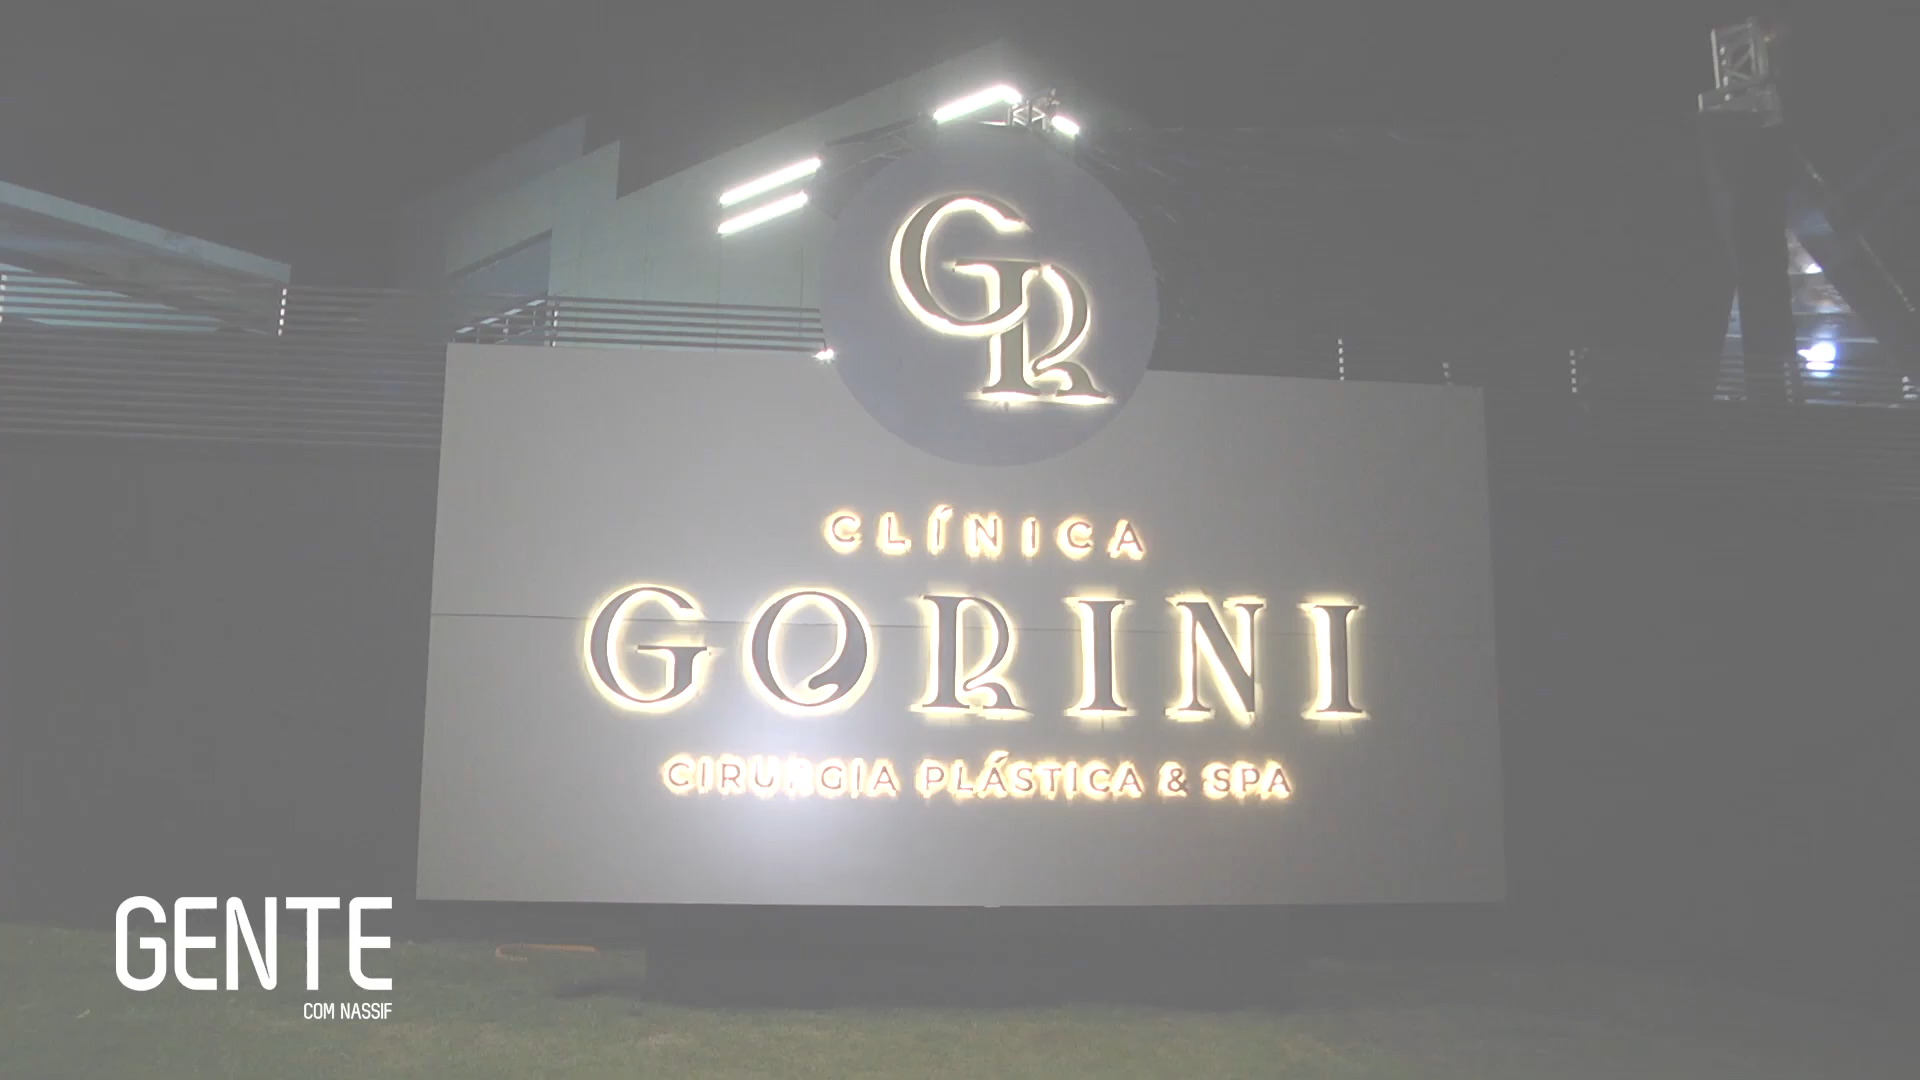 GR
CLÍNICA
GORINI
CIRURGIA PLÁSTICA & SPA
GENTE
COM NASSIF